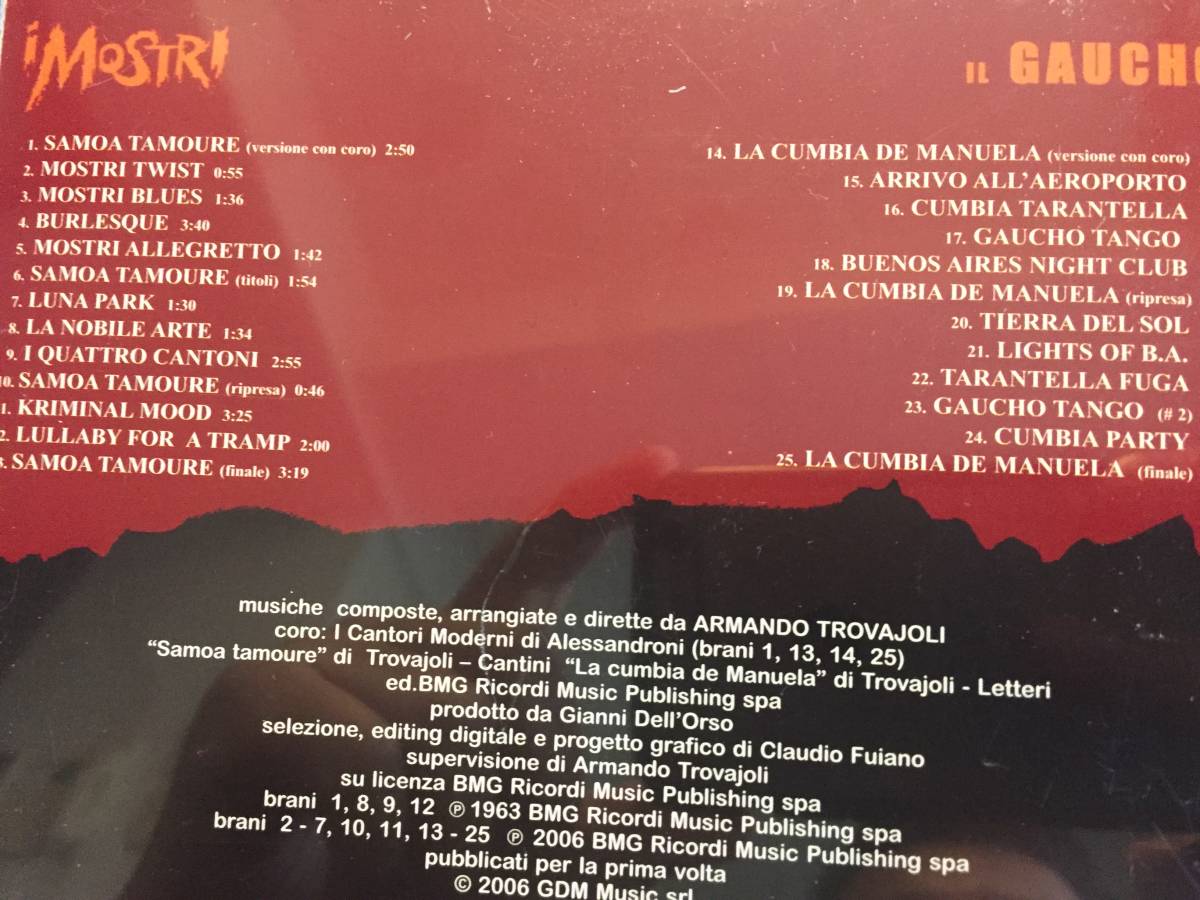 i MOSTRI
1. SAMOA TAMOURE (versione con coro) 2:50
2. MOSTRI TWIST 0:55
3. MOSTRI BLUES 1:36
4. BURLESQUE 3:40
5. MOSTRI ALLEGRETTO 1:42
6. SAMOA TAMOURE (titoli) 1:54
7. LUNA PARK 1:30
8. LA NOBILE ARTE 1:34
9. I QUATTRO CANTONI 2:55
10. SAMOA TAMOURE (ripresa) 0:46
1. KRIMINAL MOOD 3:25
2. LULLABY FOR A TRAMP 2:00
3. SAMOA TAMOURE (finale) 3:19
IL GAUCHO
14. LA CUMBIA DE MANUELA (versione con coro)
15. ARRIVO ALL'AEROPORTO
16. CUMBIA TARANTELLA
17. GAUCHO TANGO
18. BUENOS AIRES NIGHT CLUB
19. LA CUMBIA DE MANUELA (ripresa)
20. TIERRA DEL SOL
21. LIGHTS OF B.A.
22. TARANTELLA FUGA
23. GAUCHO TANGO (# 2)
24. CUMBIA PARTY
25. LA CUMBIA DE MANUELA (finale)
musiche composte, arrangiate e dirette da ARMANDO TROVAJOLI
coro: I Cantori Moderni di Alessandroni (brani 1, 13, 14, 25)
“Samoa tamoure” di Trovajoli – Cantini “La cumbia de Manuela” di Trovajoli - Letteri
ed.BMG Ricordi Music Publishing spa
prodotto da Gianni Dell'Orso
selezione, editing digitale e progetto grafico di Claudio Fuiano
supervisione di Armando Trovajoli
su licenza BMG Ricordi Music Publishing spa
brani 1, 8, 9, 12 ℗ 1963 BMG Ricordi Music Publishing spa
brani 2 - 7, 10, 11, 13 - 25 ℗ 2006 BMG Ricordi Music Publishing spa
pubblicati per la prima volta
© 2006 GDM Music srl